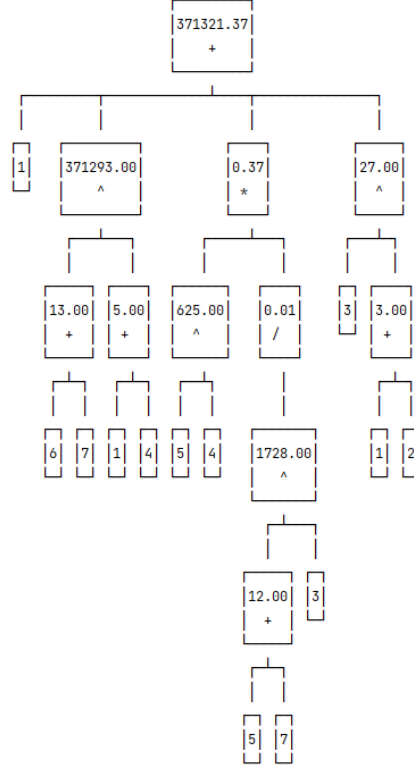 371321.37
+
1 371293.00 0.37 27.00
^ * ^
13.00 5.00 625.00 0.01 3 3.00
+ + ^ / +
6 7 1 4 5 4 1728.00 1 2
^
12.00 3
+
5 7